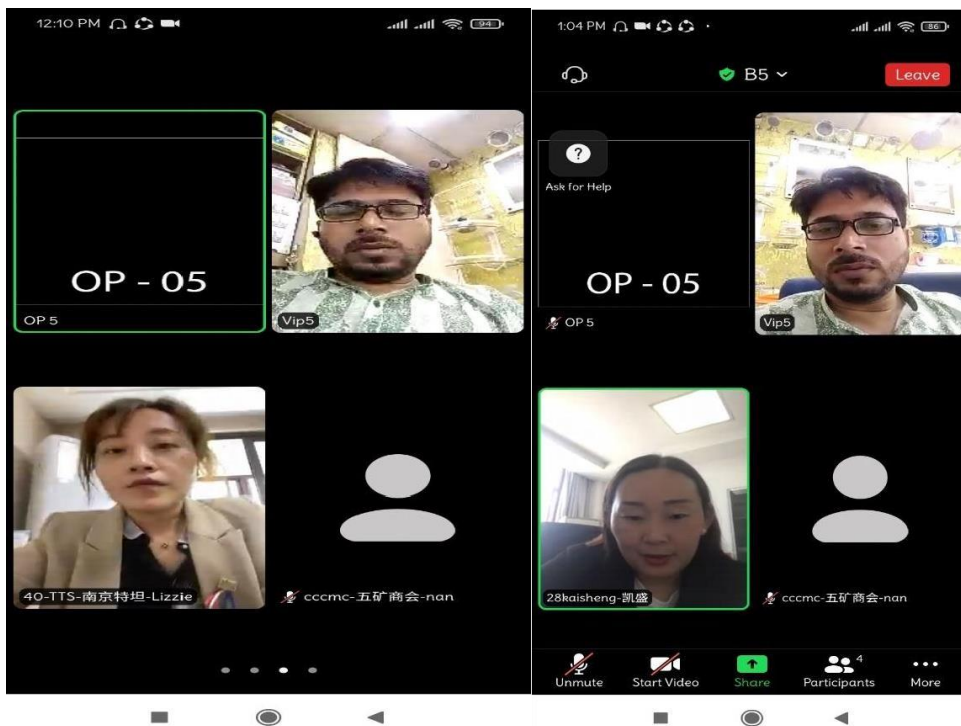 12:10 PM
94
OP - 05
OP 5
Vip5
40-TTS-南京特坦-Lizzie
cccmc-五矿商会-nan
1:04 PM
86
B5
Leave
?
Ask for Help
OP - 05
OP 5
Vip5
28kaisheng-凯盛
cccmc-五矿商会-nan
Unmute
Start Video
Share
4
Participants
More